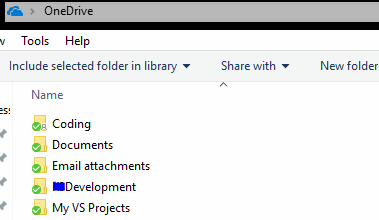 OneDrive
Tools
Include selected folder in library Share with New folder
Name
Coding
Documents
Email attachments
Development
My VS Projects